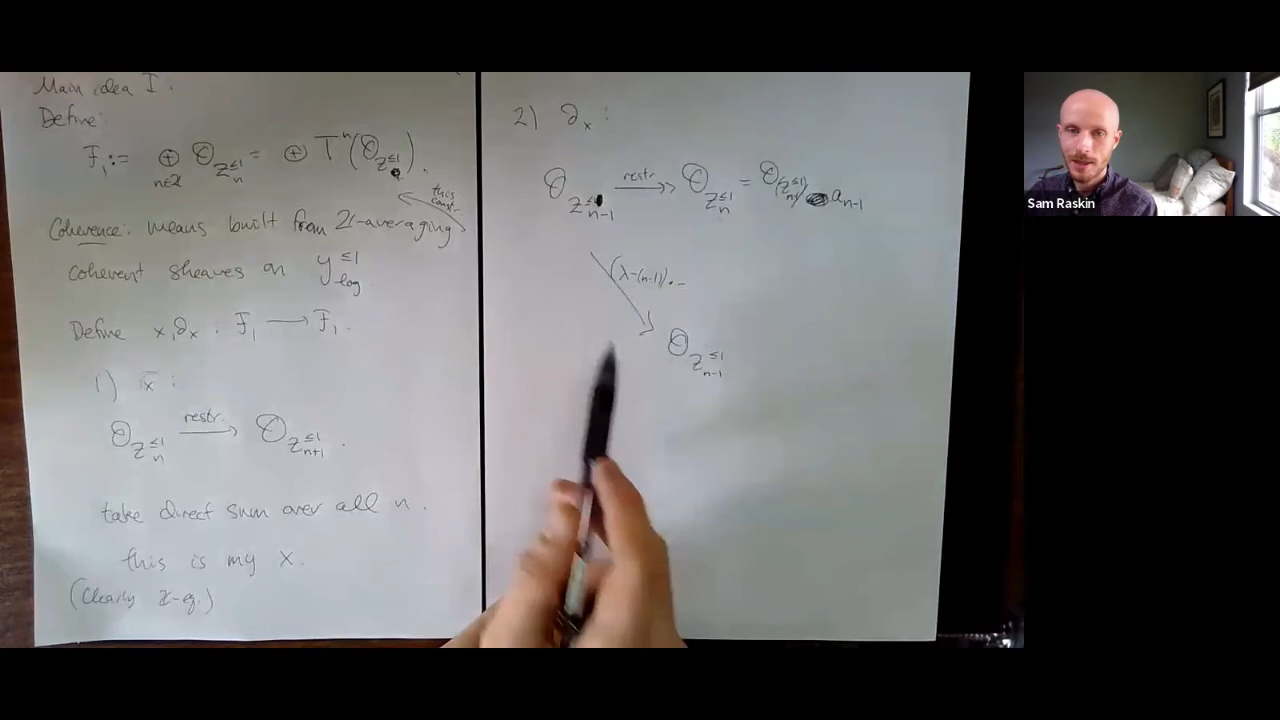 Main idea I:
Define:
F₁ := ⊕_{n∈ℤ} O_{Z_n^{≤1}} = ⊕ T^n(O_{Z^{≤1}}).
this constr.
Coherence: means built from ℤ-averaging
coherent sheaves on y_{log}^{≤1}
Define x, ∂_x : F₁ → F₁.
1) x :
O_{Z_n^{≤1}} —restr.→ O_{Z_{n+1}^{≤1}} .
take direct sum over all n.
this is my x.
(Clearly ℤ-eq.)
2) ∂_x :
O_{Z_{n-1}^{≤1}} —restr.→» O_{Z_n^{≤1}} = O_{(Z_{n-1}^{≤1})} / a_{n-1}
(λ-(n-1))·-
O_{Z_{n-1}^{≤1}}
Sam Raskin